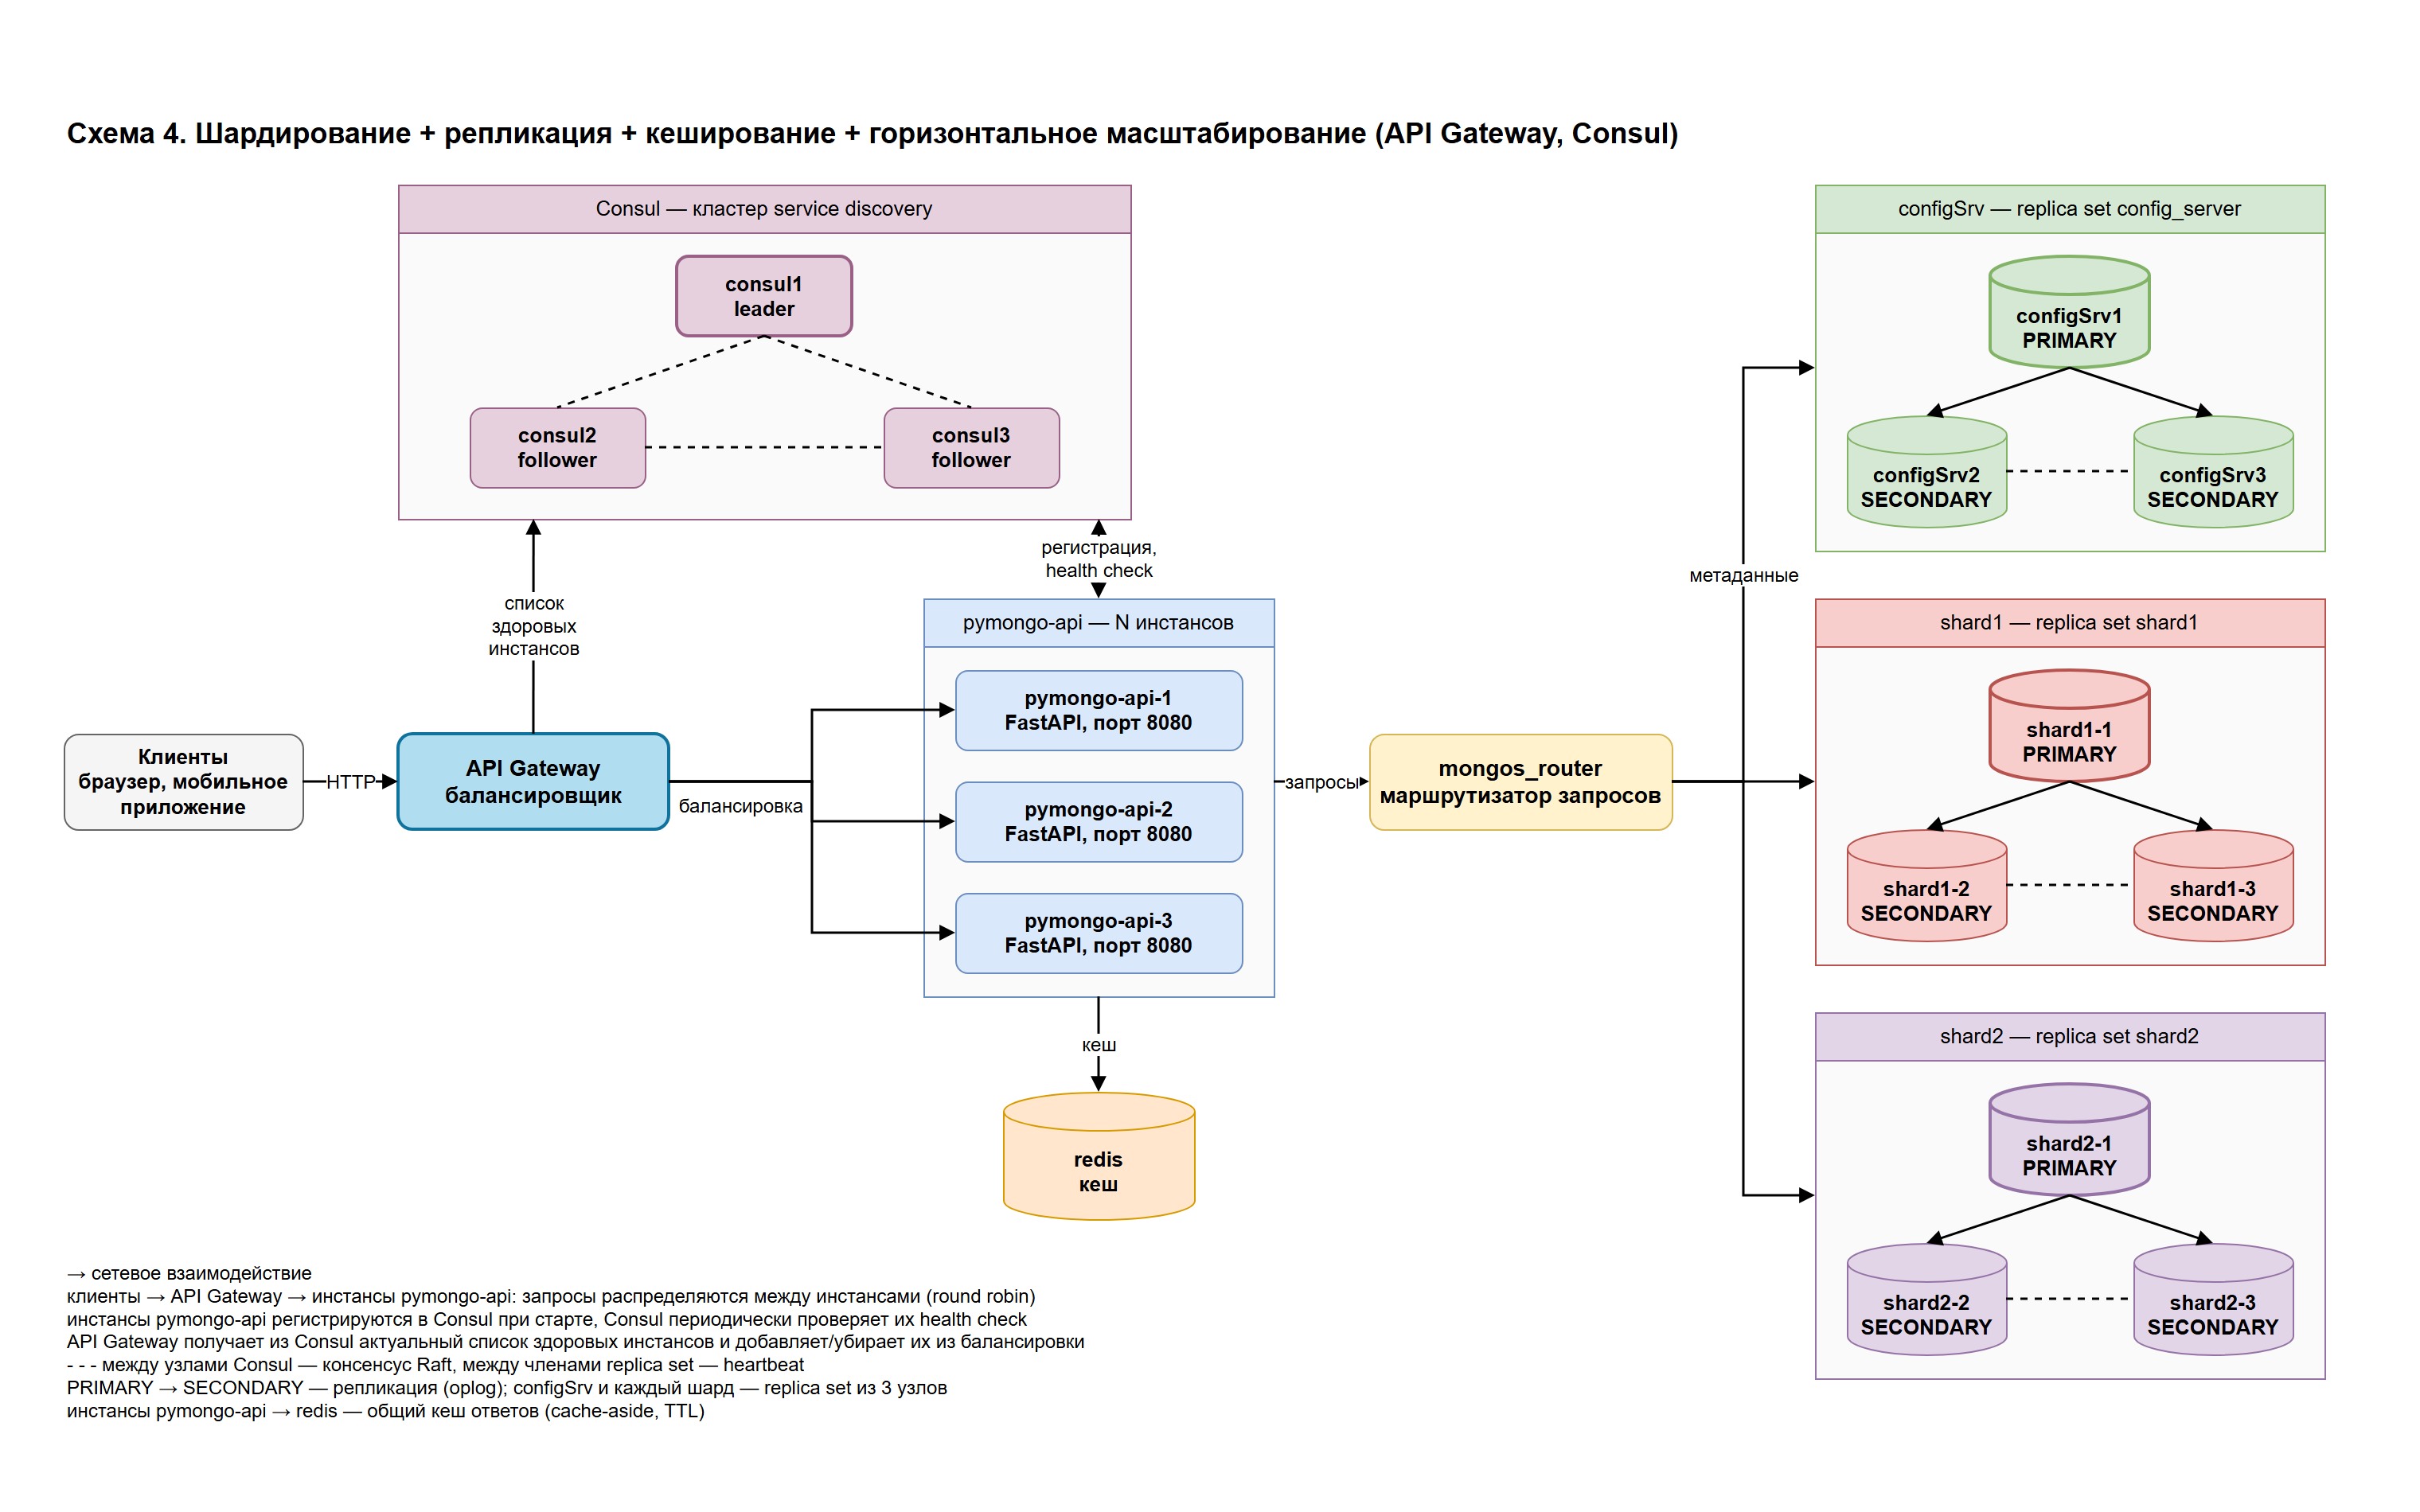 Схема 4. Шардирование + репликация + кеширование + горизонтальное масштабирование (API Gateway, Consul)
Consul — кластер service discovery
consul1
leader
consul2
follower
consul3
follower
список
здоровых
инстансов
регистрация,
health check
Клиенты
браузер, мобильное
приложение
HTTP
API Gateway
балансировщик
балансировка
pymongo-api — N инстансов
pymongo-api-1
FastAPI, порт 8080
pymongo-api-2
FastAPI, порт 8080
pymongo-api-3
FastAPI, порт 8080
кеш
redis
кеш
запросы
mongos_router
маршрутизатор запросов
метаданные
configSrv — replica set config_server
configSrv1
PRIMARY
configSrv2
SECONDARY
configSrv3
SECONDARY
shard1 — replica set shard1
shard1-1
PRIMARY
shard1-2
SECONDARY
shard1-3
SECONDARY
shard2 — replica set shard2
shard2-1
PRIMARY
shard2-2
SECONDARY
shard2-3
SECONDARY
→ сетевое взаимодействие
клиенты → API Gateway → инстансы pymongo-api: запросы распределяются между инстансами (round robin)
инстансы pymongo-api регистрируются в Consul при старте, Consul периодически проверяет их health check
API Gateway получает из Consul актуальный список здоровых инстансов и добавляет/убирает их из балансировки
- - - между узлами Consul — консенсус Raft, между членами replica set — heartbeat
PRIMARY → SECONDARY — репликация (oplog); configSrv и каждый шард — replica set из 3 узлов
инстансы pymongo-api → redis — общий кеш ответов (cache-aside, TTL)